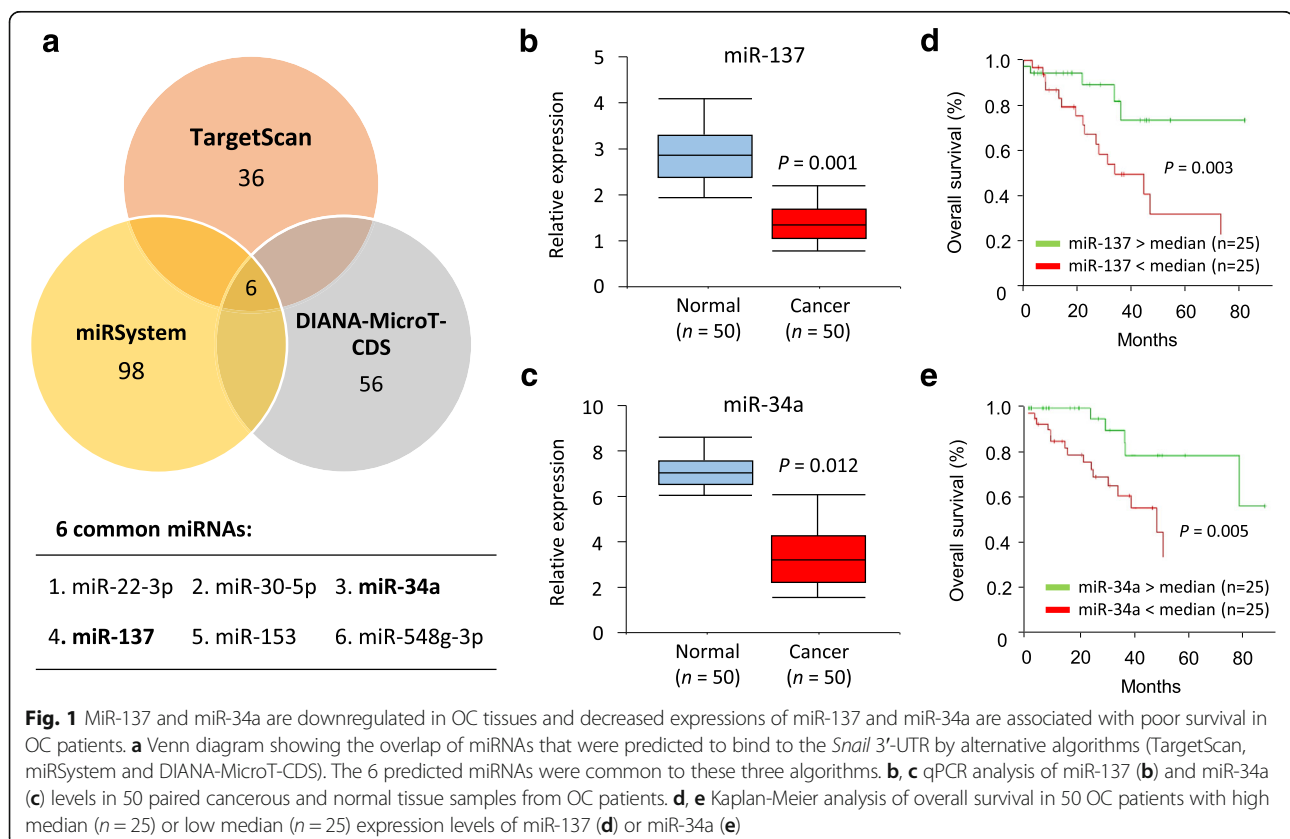 a
TargetScan
36
6
miRSystem
98
DIANA-MicroT-
CDS
56
6 common miRNAs:
1. miR-22-3p 2. miR-30-5p 3. miR-34a
4. miR-137 5. miR-153 6. miR-548g-3p
b
miR-137
Relative expression
5
4
3
2
1
0
P = 0.001
Normal
(n = 50)
Cancer
(n = 50)
c
miR-34a
Relative expression
10
8
6
4
2
0
P = 0.012
Normal
(n = 50)
Cancer
(n = 50)
d
Overall survival (%)
1.0
0.8
0.6
0.4
0.2
0
P = 0.003
miR-137 > median (n=25)
miR-137 < median (n=25)
0 20 40 60 80
Months
e
Overall survival (%)
1.0
0.8
0.6
0.4
0.2
0
P = 0.005
miR-34a > median (n=25)
miR-34a < median (n=25)
0 20 40 60 80
Months
Fig. 1 MiR-137 and miR-34a are downregulated in OC tissues and decreased expressions of miR-137 and miR-34a are associated with poor survival in
OC patients. a Venn diagram showing the overlap of miRNAs that were predicted to bind to the Snail 3′-UTR by alternative algorithms (TargetScan,
miRSystem and DIANA-MicroT-CDS). The 6 predicted miRNAs were common to these three algorithms. b, c qPCR analysis of miR-137 (b) and miR-34a
(c) levels in 50 paired cancerous and normal tissue samples from OC patients. d, e Kaplan-Meier analysis of overall survival in 50 OC patients with high
median (n = 25) or low median (n = 25) expression levels of miR-137 (d) or miR-34a (e)